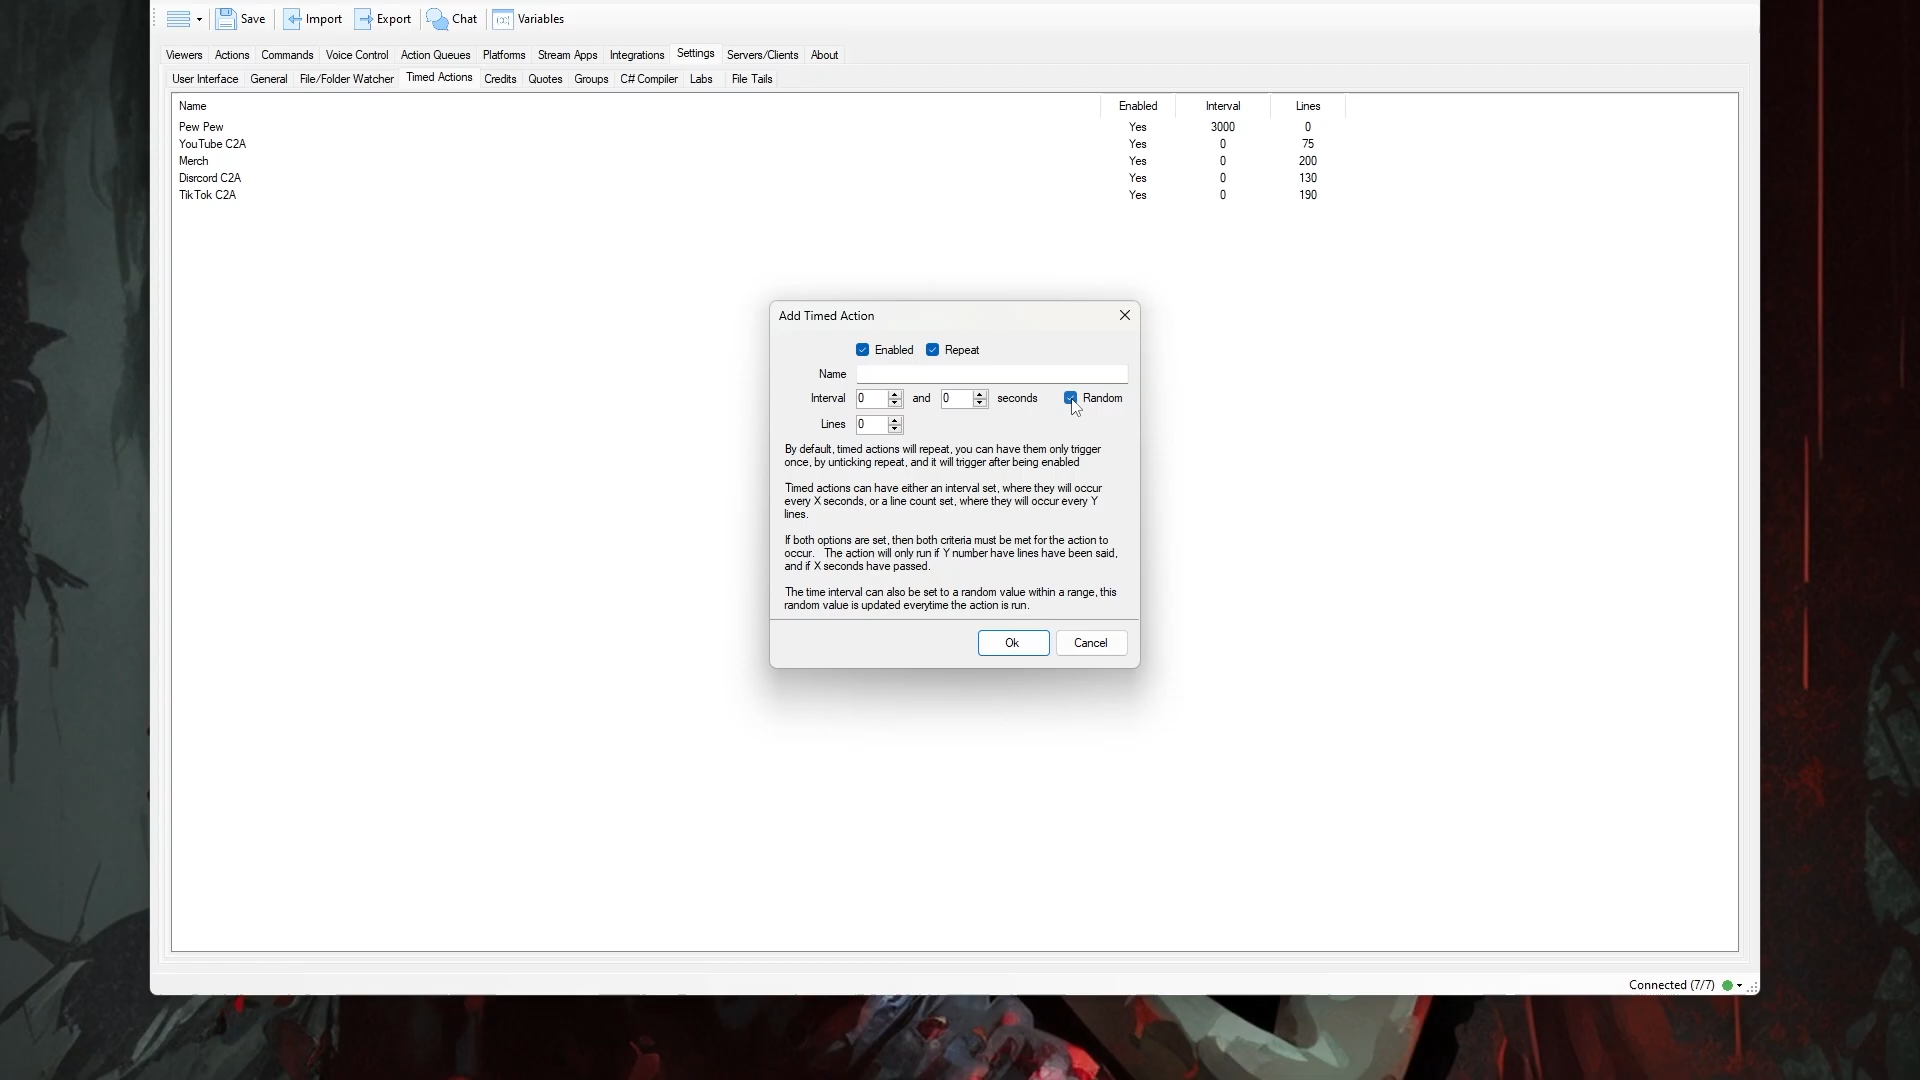 Save Import Export Chat Variables
Viewers Actions Commands Voice Control Action Queues Platforms Stream Apps Integrations Settings Servers/Clients About
User Interface General File/Folder Watcher Timed Actions Credits Quotes Groups C# Compiler Labs File Tails
Name Enabled Interval Lines
Pew Pew Yes 3000 0
YouTube C2A Yes 0 75
Merch Yes 0 200
Disrcord C2A Yes 0 130
TikTok C2A Yes 0 190
Add Timed Action
Enabled Repeat
Name
Interval 0 and 0 seconds Random
Lines 0
By default, timed actions will repeat, you can have them only trigger
once, by unticking repeat, and it will trigger after being enabled
Timed actions can have either an interval set, where they will occur
every X seconds, or a line count set, where they will occur every Y
lines.
If both options are set, then both criteria must be met for the action to
occur. The action will only run if Y number have lines have been said,
and if X seconds have passed.
The time interval can also be set to a random value within a range, this
random value is updated everytime the action is run.
Ok Cancel
Connected (7/7)